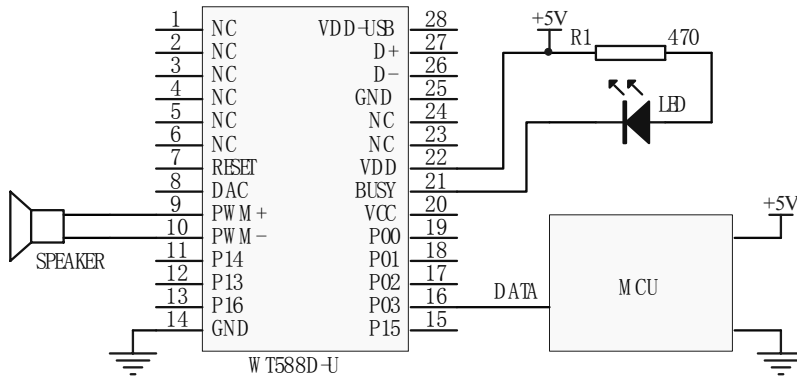 1 NC VDD-USB 28
2 NC D+ 27
3 NC D- 26
4 NC GND 25
5 NC NC 24
6 NC NC 23
7 RESET VDD 22
8 DAC BUSY 21
9 PWM+ VCC 20
10 PWM- P00 19
11 P14 P01 18
12 P13 P02 17
13 P16 P03 16
14 GND P15 15
WT588D-U
SPEAKER
+5V
R1 470
LED
+5V
DATA
MCU